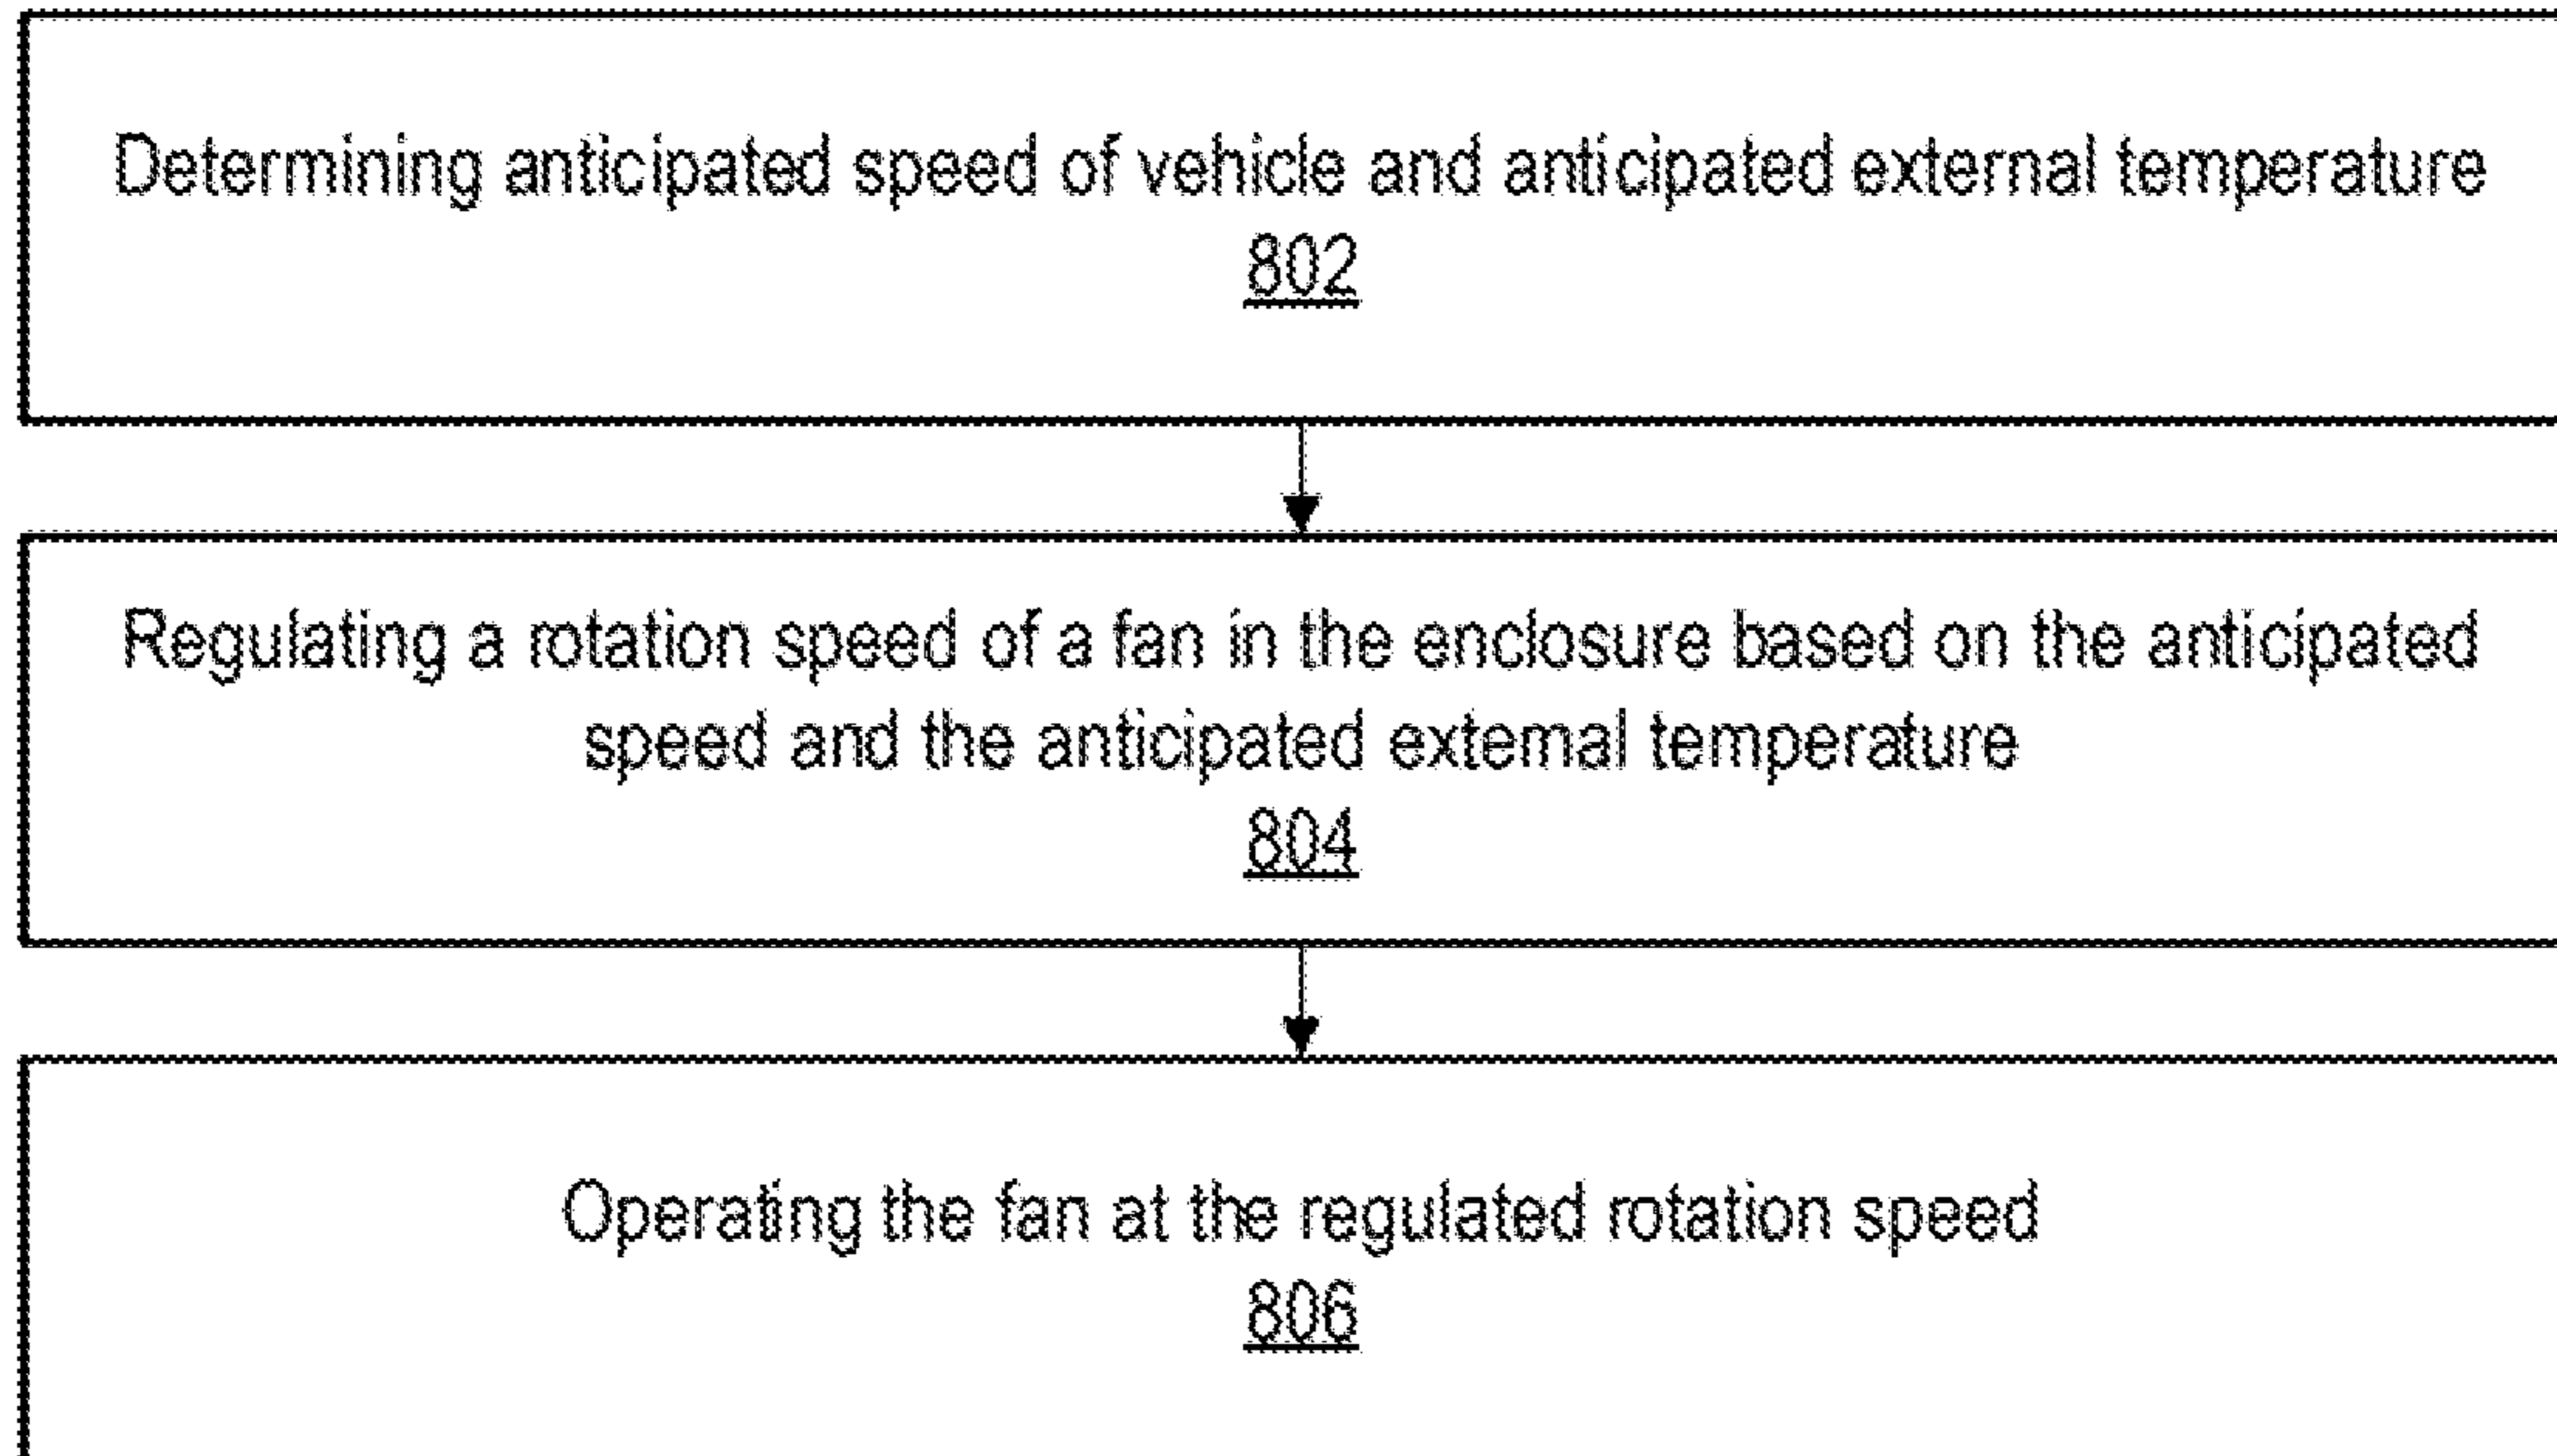 Determining anticipated speed of vehicle and anticipated external temperature
802
Regulating a rotation speed of a fan in the enclosure based on the anticipated
speed and the anticipated external temperature
804
Operating the fan at the regulated rotation speed
806